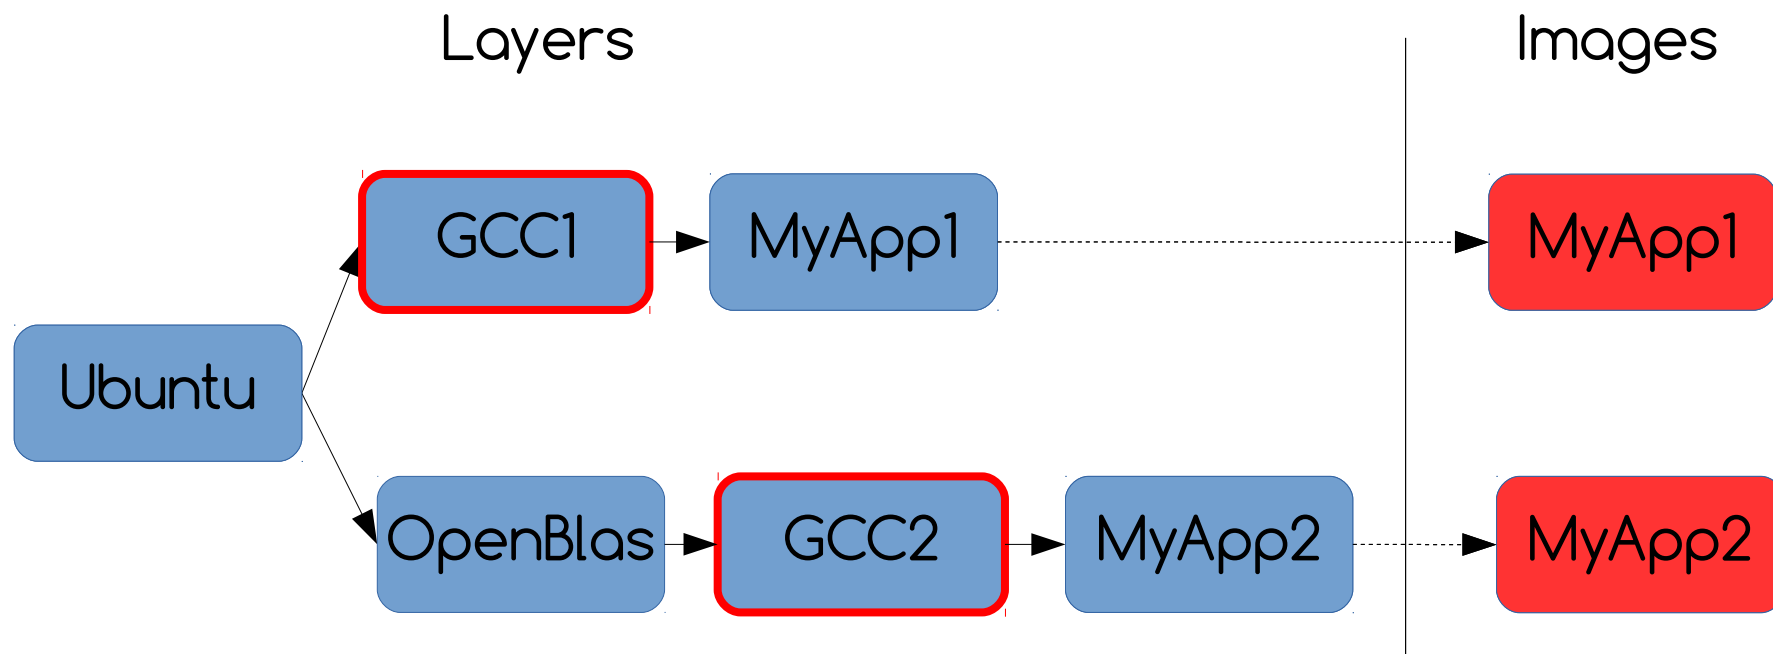 Layers
Images
GCC1
MyApp1
MyApp1
Ubuntu
OpenBlas
GCC2
MyApp2
MyApp2